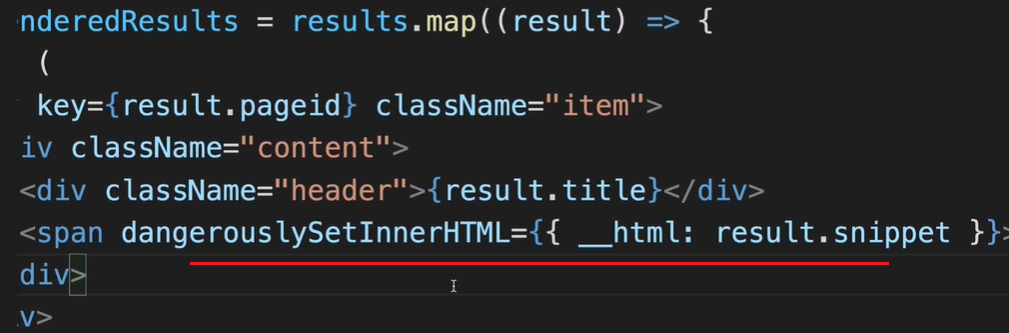 nderedResults = results.map((result) => {
(
key={result.pageid} className="item">
iv className="content">
<div className="header">{result.title}</div>
<span dangerouslySetInnerHTML={{ __html: result.snippet }}>
div>
v>